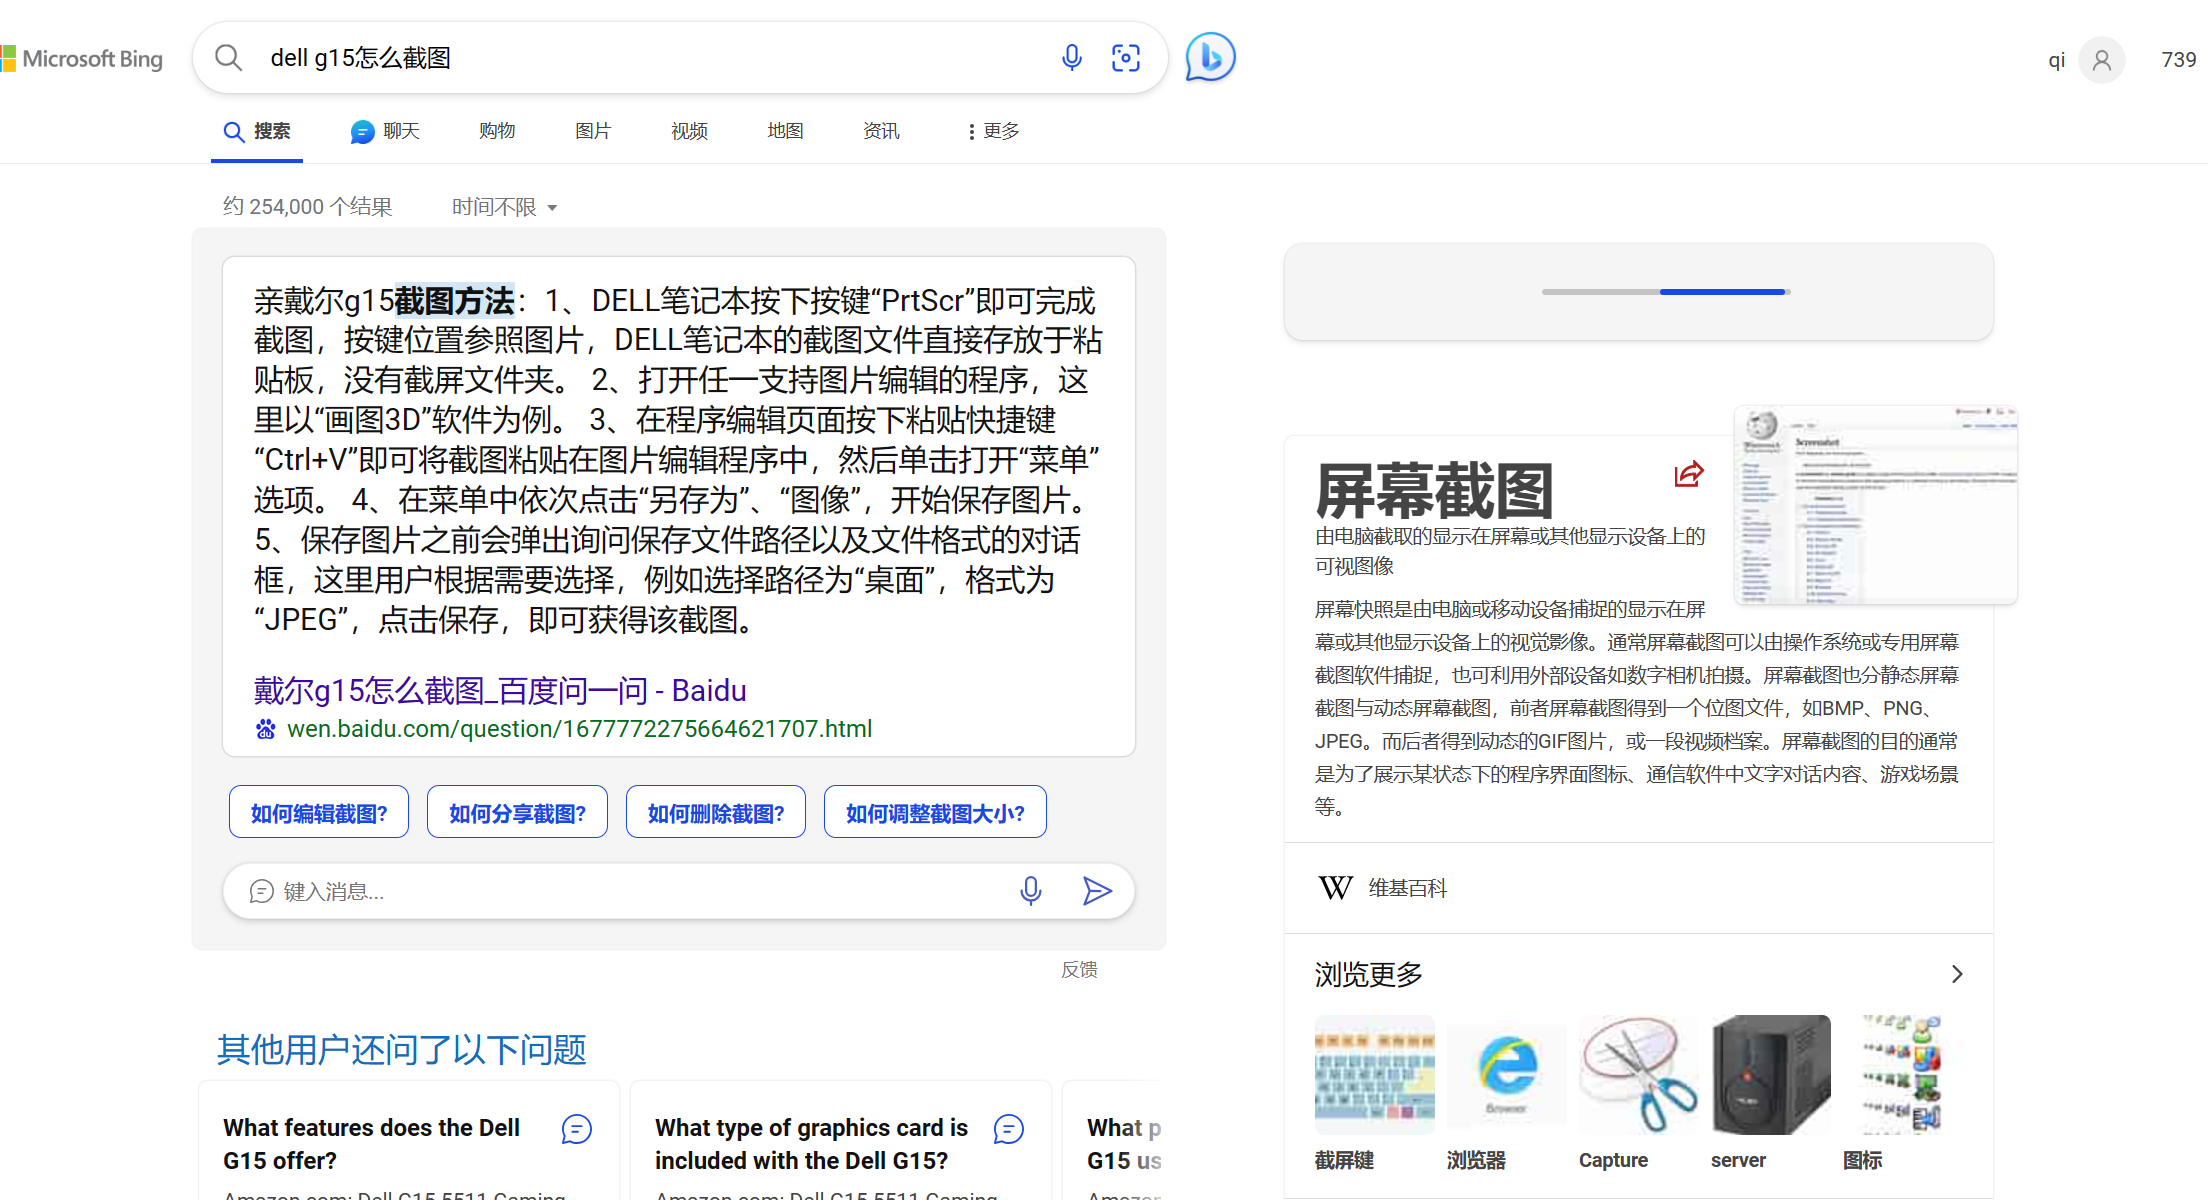 Microsoft Bing
dell g15怎么截图
qi
739
搜索
聊天
购物
图片
视频
地图
资讯
更多
约 254,000 个结果
时间不限
亲戴尔g15截图方法：1、DELL笔记本按下按键“PrtScr”即可完成
截图，按键位置参照图片，DELL笔记本的截图文件直接存放于粘
贴板，没有截屏文件夹。 2、打开任一支持图片编辑的程序，这
里以“画图3D”软件为例。 3、在程序编辑页面按下粘贴快捷键
“Ctrl+V”即可将截图粘贴在图片编辑程序中，然后单击打开“菜单”
选项。 4、在菜单中依次点击“另存为”、“图像”，开始保存图片。
5、保存图片之前会弹出询问保存文件路径以及文件格式的对话
框，这里用户根据需要选择，例如选择路径为“桌面”，格式为
“JPEG”，点击保存，即可获得该截图。
戴尔g15怎么截图_百度问一问 - Baidu
wen.baidu.com/question/1677772275664621707.html
如何编辑截图?
如何分享截图?
如何删除截图?
如何调整截图大小?
键入消息...
反馈
其他用户还问了以下问题
What features does the Dell
G15 offer?
Amazon.com: Dell G15 5511 Gaming
What type of graphics card is
included with the Dell G15?
Amazon.com: Dell G15 5511 Gaming
What p
G15 us
Amazon
屏幕截图
由电脑截取的显示在屏幕或其他显示设备上的
可视图像
屏幕快照是由电脑或移动设备捕捉的显示在屏
幕或其他显示设备上的视觉影像。通常屏幕截图可以由操作系统或专用屏幕
截图软件捕捉，也可利用外部设备如数字相机拍摄。屏幕截图也分静态屏幕
截图与动态屏幕截图，前者屏幕截图得到一个位图文件，如BMP、PNG、
JPEG。而后者得到动态的GIF图片，或一段视频档案。屏幕截图的目的通常
是为了展示某状态下的程序界面图标、通信软件中文字对话内容、游戏场景
等。
Screenshot
维基百科
浏览更多
Browser
截屏键
浏览器
Capture
server
图标